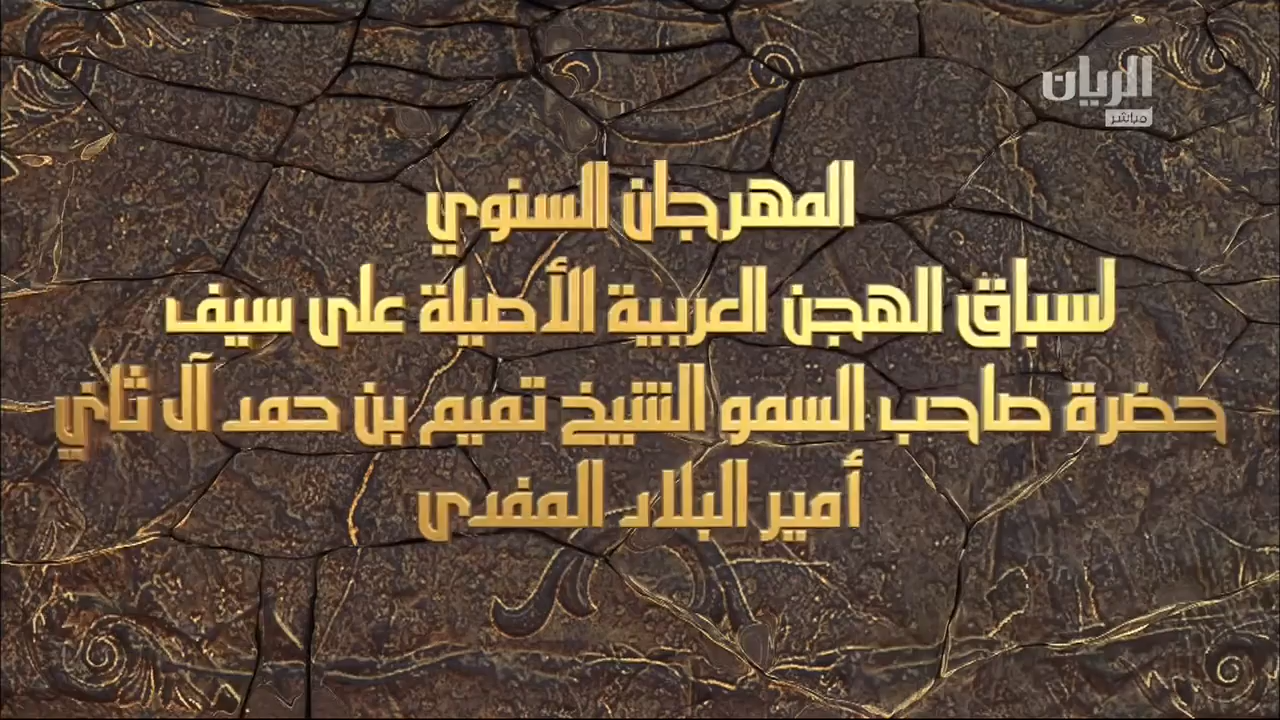 الريان
مباشر
المهرجان السنوي
لسباق الهجن العربية الأصيلة على سيف
حضرة صاحب السمو الشيخ تميم بن حمد آل ثاني
أمير البلاد المفدى